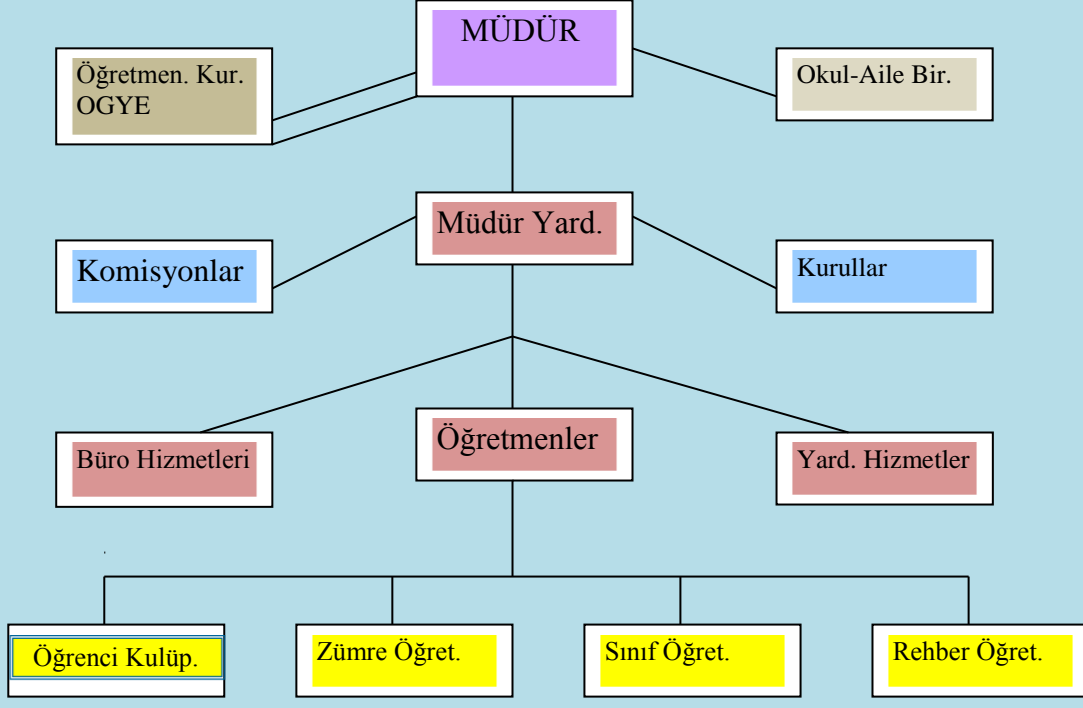 MÜDÜR
Öğretmen. Kur.
OGYE
Okul-Aile Bir.
Müdür Yard.
Komisyonlar
Kurullar
Büro Hizmetleri
Öğretmenler
Yard. Hizmetler
Öğrenci Kulüp.
Zümre Öğret.
Sınıf Öğret.
Rehber Öğret.